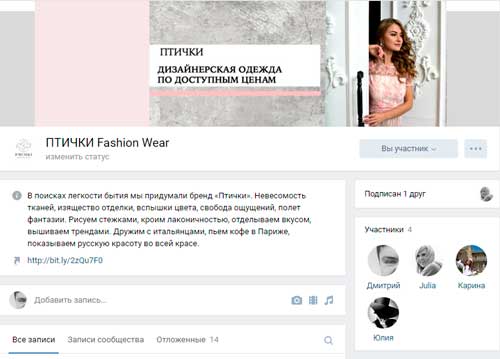 ПТИЧКИ
ДИЗАЙНЕРСКАЯ ОДЕЖДА
ПО ДОСТУПНЫМ ЦЕНАМ
ПТИЧКИ Fashion Wear
изменить статус
Вы участник
В поисках легкости бытия мы придумали бренд «Птички». Невесомость
тканей, изящество отделки, вспышки цвета, свобода ощущений, полет
фантазии. Рисуем стежками, кроим лаконичностью, отделываем вкусом,
вышиваем трендами. Дружим с итальянцами, пьем кофе в Париже,
показываем русскую красоту во всей красе.
http://bit.ly/2zQu7F0
Добавить запись...
Все записи Записи сообщества Отложенные 14
Подписан 1 друг
Участники 4
Дмитрий Julia Карина
Юлия